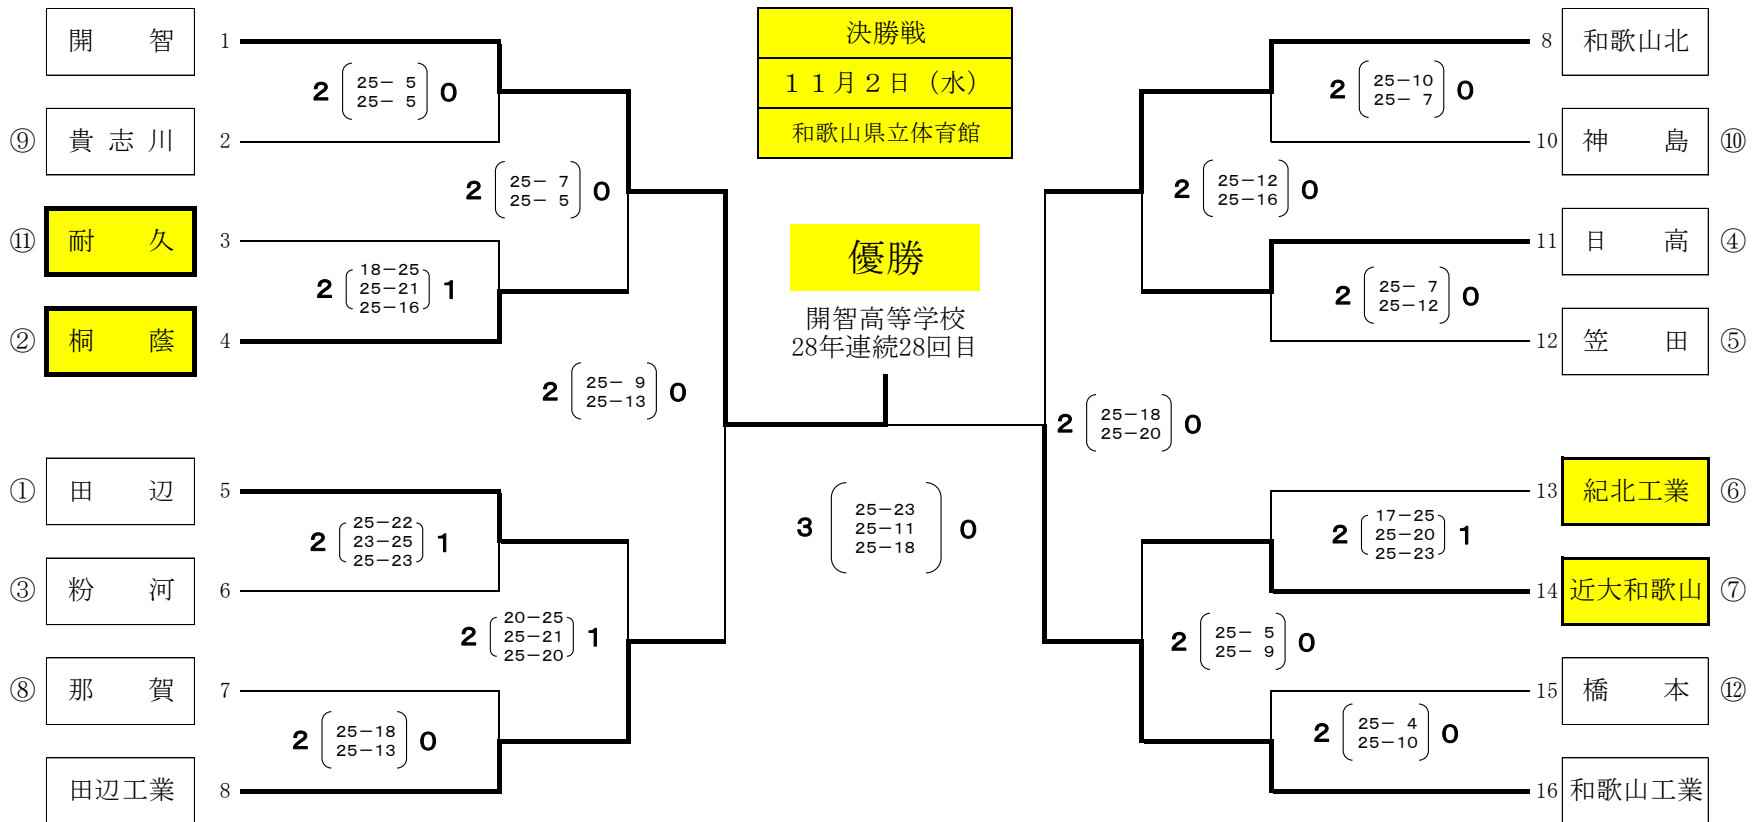 開　智 1
2 25－ 5 0
25－ 5
⑨ 貴 志 川 2
2 25－ 7 0
25－ 5
⑪ 耐　久 3
2 18－25 1
25－21
25－16
② 桐　蔭 4
2 25－ 9 0
25－13
① 田　辺 5
2 25－22 1
23－25
25－23
③ 粉　河 6
2 20－25 1
25－21
25－20
⑧ 那　賀 7
2 25－18 0
25－13
田辺工業 8
決勝戦
１１月２日（水）
和歌山県立体育館
優勝
開智高等学校
28年連続28回目
3 25－23 0
25－11
25－18
8 和歌山北
2 25－10 0
25－ 7
10 神　島 ⑩
2 25－12 0
25－16
11 日　高 ④
2 25－ 7 0
25－12
12 笠　田 ⑤
2 25－18 0
25－20
13 紀北工業 ⑥
2 17－25 1
25－20
25－23
14 近大和歌山 ⑦
2 25－ 5 0
25－ 9
15 橋　本 ⑫
2 25－ 4 0
25－10
16 和歌山工業